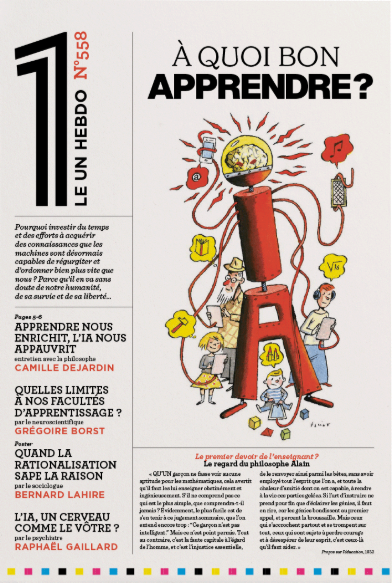 1
LE UN HEBDO N°558
À QUOI BON
APPRENDRE?
Pourquoi investir du temps
et des efforts à acquérir
des connaissances que les
machines sont désormais
capables de régurgiter et
d'ordonner bien plus vite que
nous ? Parce qu'il en va sans
doute de notre humanité,
de sa survie et de sa liberté...
Pages 5-6
APPRENDRE NOUS
ENRICHIT, L'IA NOUS
APPAUVRIT
entretien avec la philosophe
CAMILLE DEJARDIN
QUELLES LIMITES
À NOS FACULTÉS
D'APPRENTISSAGE ?
par le neuroscientifique
GRÉGOIRE BORST
Poster
QUAND LA
RATIONALISATION
SAPE LA RAISON
par le sociologue
BERNARD LAHIRE
L'IA, UN CERVEAU
COMME LE VÔTRE ?
par le psychiatre
RAPHAËL GAILLARD
IA
Le premier devoir de l'enseignant ?
Le regard du philosophe Alain
« QU'UN garçon ne fasse voir aucune
aptitude pour les mathématiques, cela avertit
qu'il faut les lui enseigner obstinément et
ingénieusement. S'il ne comprend pas ce
qui est le plus simple, que comprendra-t-il
jamais ? Évidemment, le plus facile est de
s'en tenir à ce jugement sommaire, que l'on
entend encore trop : "Ce garçon n'est pas
intelligent." Mais ce n'est point permis. Tout
au contraire, c'est la faute capitale à l'égard
de l'homme, et c'est l'injustice essentielle,
de le renvoyer ainsi parmi les bêtes, sans avoir
employé tout l'esprit que l'on a, et toute la
chaleur d'amitié dont on est capable, à rendre
à la vie ces parties gelées. Si l'art d'instruire ne
prend pour fin que d'éclairer les génies, il faut
en rire, car les génies bondissent au premier
appel, et percent la broussaille. Mais ceux
qui s'accrochent partout et se trompent sur
tout, ceux qui sont sujets à perdre courage
et à désespérer de leur esprit, c'est ceux-là
qu'il faut aider. »
Propos sur l'éducation, 1932